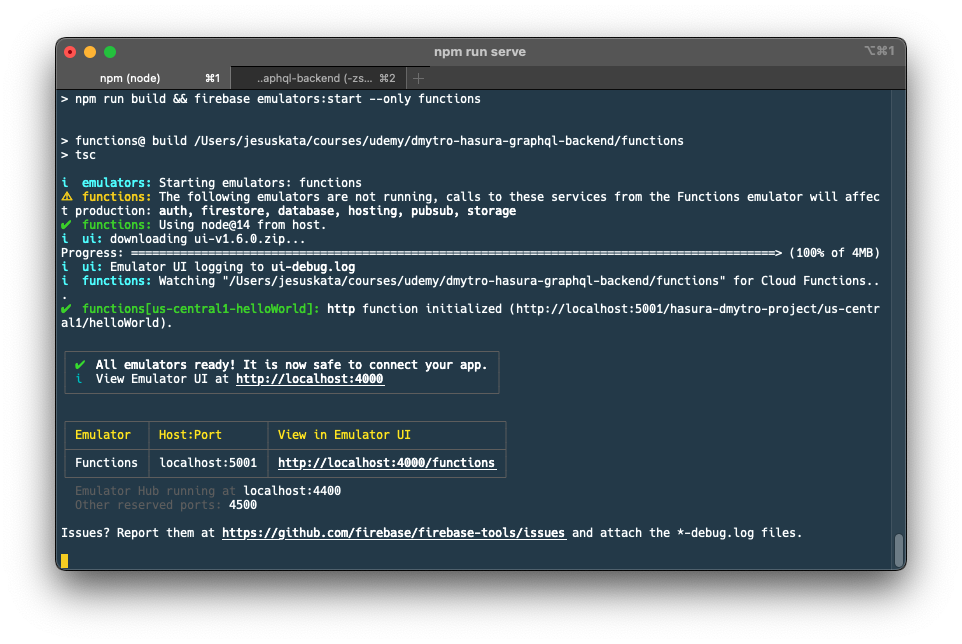 npm run serve
⌥⌘1
npm (node) ⌘1 ..aphql-backend (-zs... ⌘2 +
> npm run build && firebase emulators:start --only functions
> functions@ build /Users/jesuskata/courses/udemy/dmytro-hasura-graphql-backend/functions
> tsc
i emulators: Starting emulators: functions
⚠ functions: The following emulators are not running, calls to these services from the Functions emulator will affec
t production: auth, firestore, database, hosting, pubsub, storage
✔ functions: Using node@14 from host.
i ui: downloading ui-v1.6.0.zip...
Progress: ============================================================================================> (100% of 4MB)
i ui: Emulator UI logging to ui-debug.log
i functions: Watching "/Users/jesuskata/courses/udemy/dmytro-hasura-graphql-backend/functions" for Cloud Functions..
.
✔ functions[us-central1-helloWorld]: http function initialized (http://localhost:5001/hasura-dmytro-project/us-centr
al1/helloWorld).
✔ All emulators ready! It is now safe to connect your app.
i View Emulator UI at http://localhost:4000
Emulator Host:Port View in Emulator UI
Functions localhost:5001 http://localhost:4000/functions
Emulator Hub running at localhost:4400
Other reserved ports: 4500
Issues? Report them at https://github.com/firebase/firebase-tools/issues and attach the *-debug.log files.